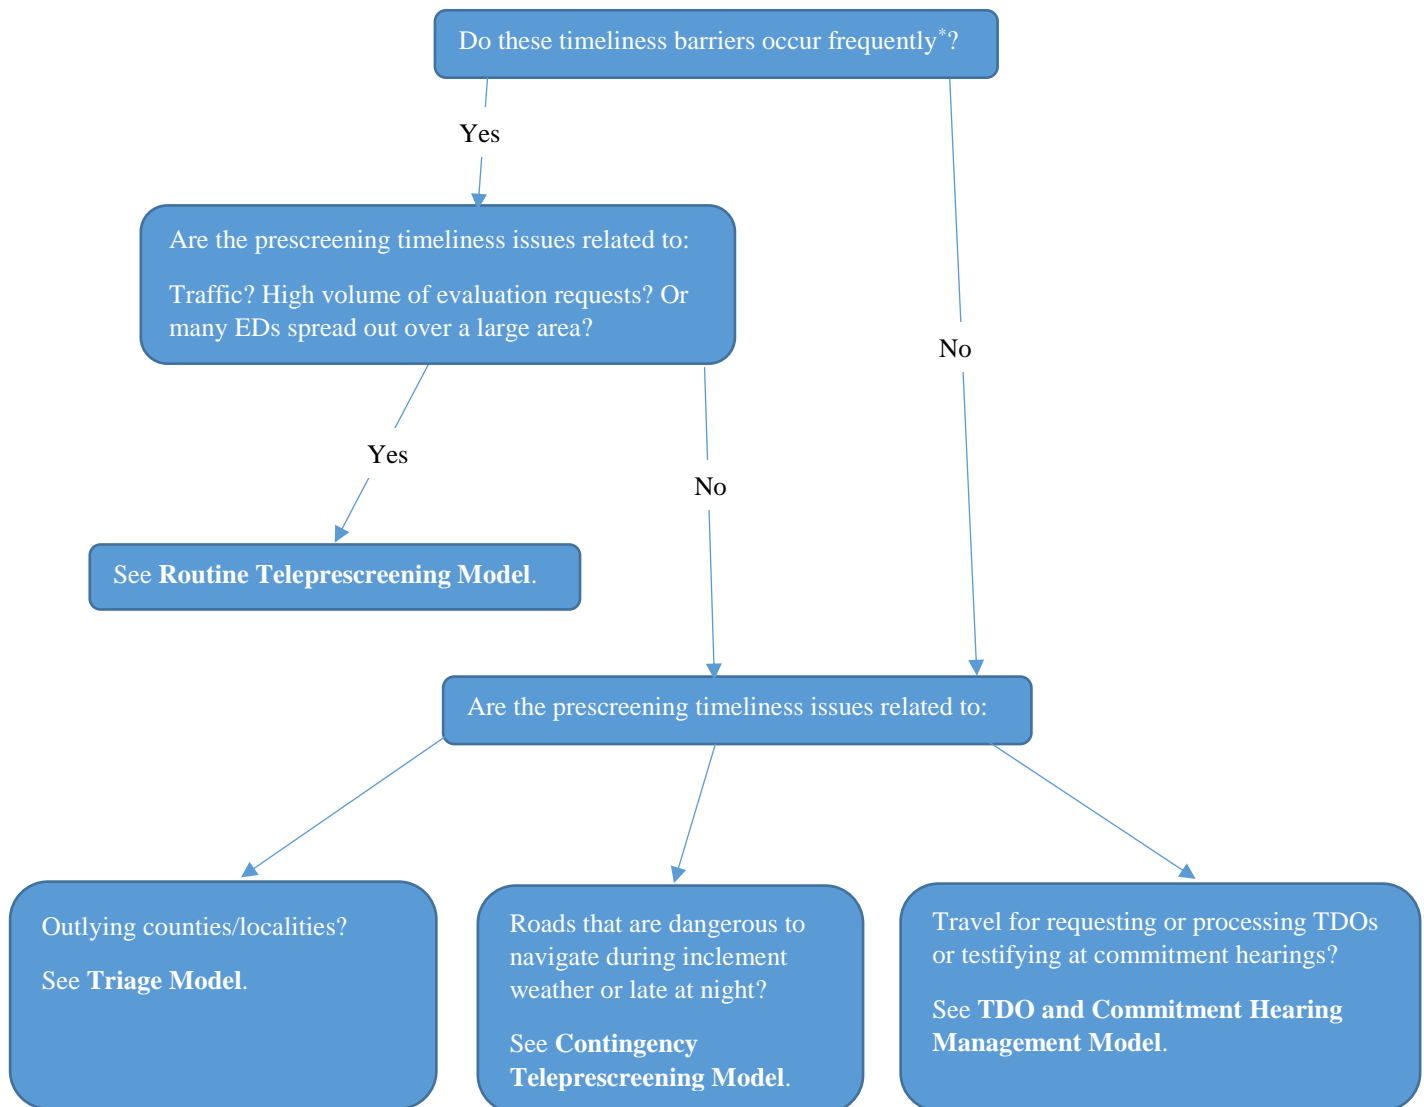 Do these timeliness barriers occur frequently*?
Yes
Are the prescreening timeliness issues related to:
Traffic? High volume of evaluation requests? Or
many EDs spread out over a large area?
No
Yes
No
See Routine Teleprescreening Model.
Are the prescreening timeliness issues related to:
Outlying counties/localities?
See Triage Model.
Roads that are dangerous to
navigate during inclement
weather or late at night?
See Contingency
Teleprescreening Model.
Travel for requesting or processing TDOs
or testifying at commitment hearings?
See TDO and Commitment Hearing
Management Model.